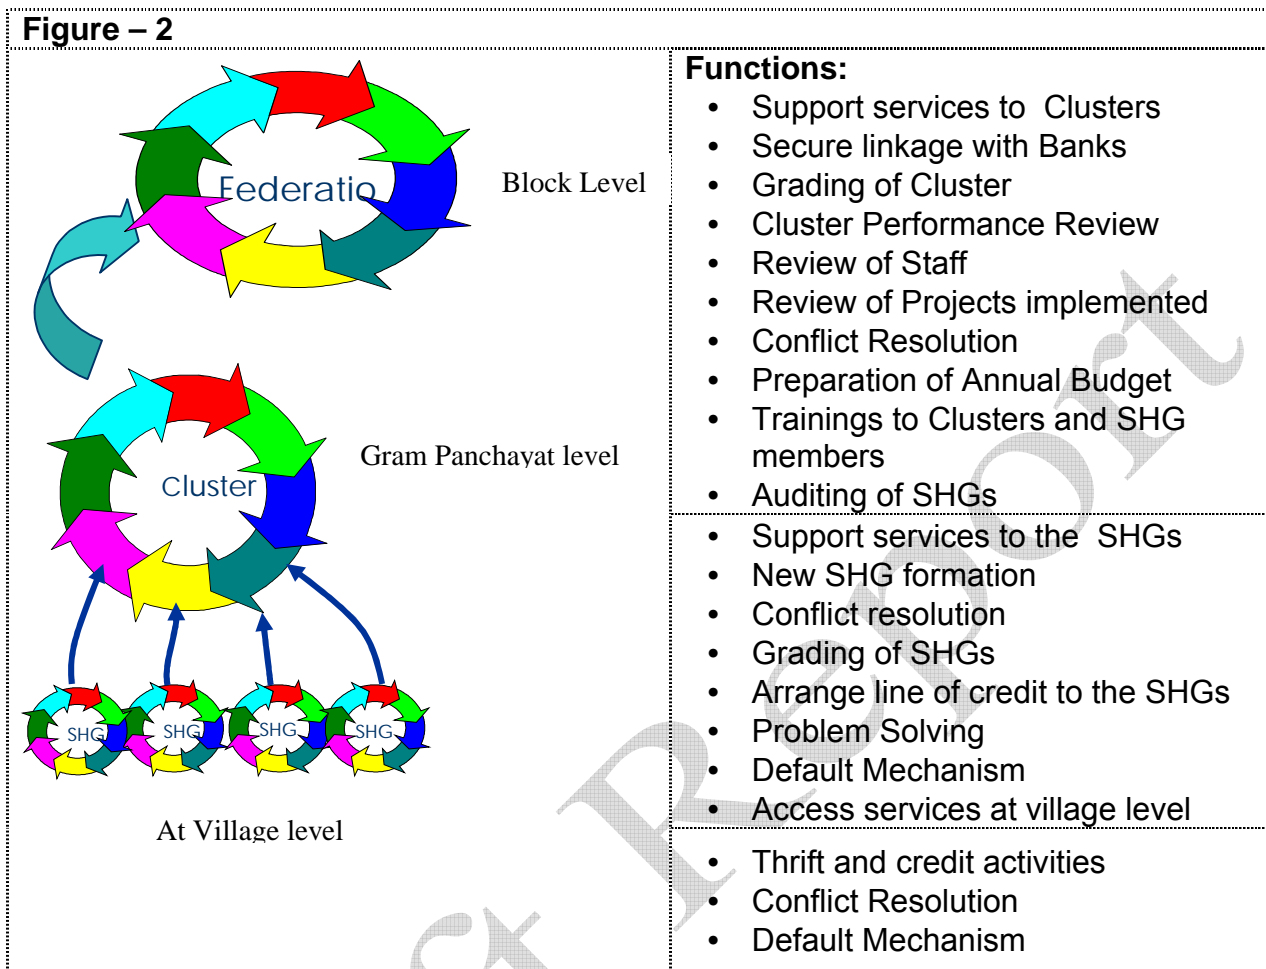 Figure – 2
Federatio
Block Level
Cluster
Gram Panchayat level
SHG
SHG
SHG
SHG
At Village level
Functions:
• Support services to  Clusters
• Secure linkage with Banks
• Grading of Cluster
• Cluster Performance Review
• Review of Staff
• Review of Projects implemented
• Conflict Resolution
• Preparation of Annual Budget
• Trainings to Clusters and SHG
members
• Auditing of SHGs
• Support services to the  SHGs
• New SHG formation
• Conflict resolution
• Grading of SHGs
• Arrange line of credit to the SHGs
• Problem Solving
• Default Mechanism
• Access services at village level
• Thrift and credit activities
• Conflict Resolution
• Default Mechanism
Report